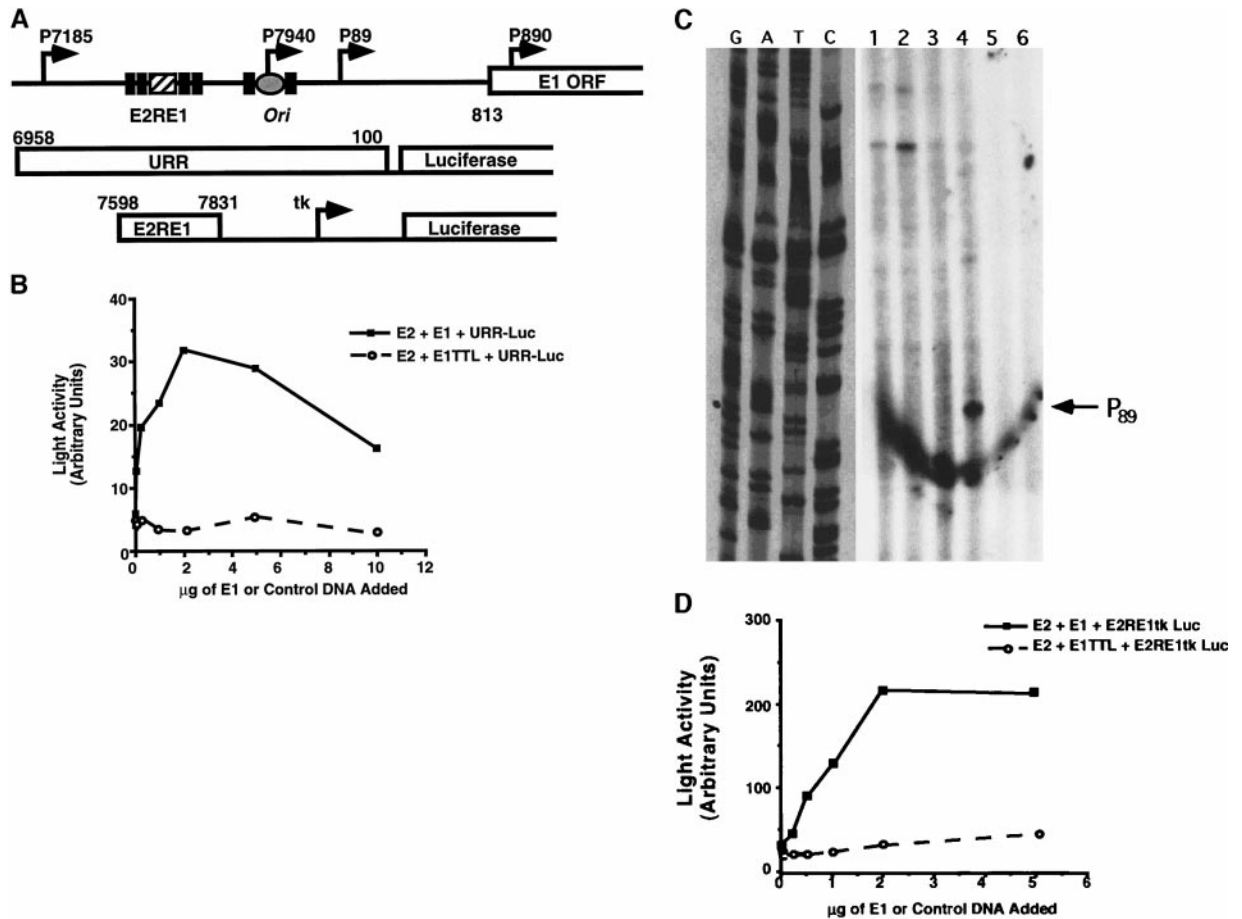 A
P7185
P7940
P89
P890
E1 ORF
E2RE1
Ori
813
6958
100
URR
Luciferase
7598
7831
tk
E2RE1
Luciferase
B
40
30
20
10
0
Light Activity
(Arbitrary Units)
0 2 4 6 8 10 12
µg of E1 or Control DNA Added
E2 + E1 + URR-Luc
E2 + E1TTL + URR-Luc
C
G A T C 1 2 3 4 5 6
P89
D
300
200
100
0
Light Activity
(Arbitrary Units)
0 1 2 3 4 5 6
µg of E1 or Control DNA Added
E2 + E1 + E2RE1tk Luc
E2 + E1TTL + E2RE1tk Luc